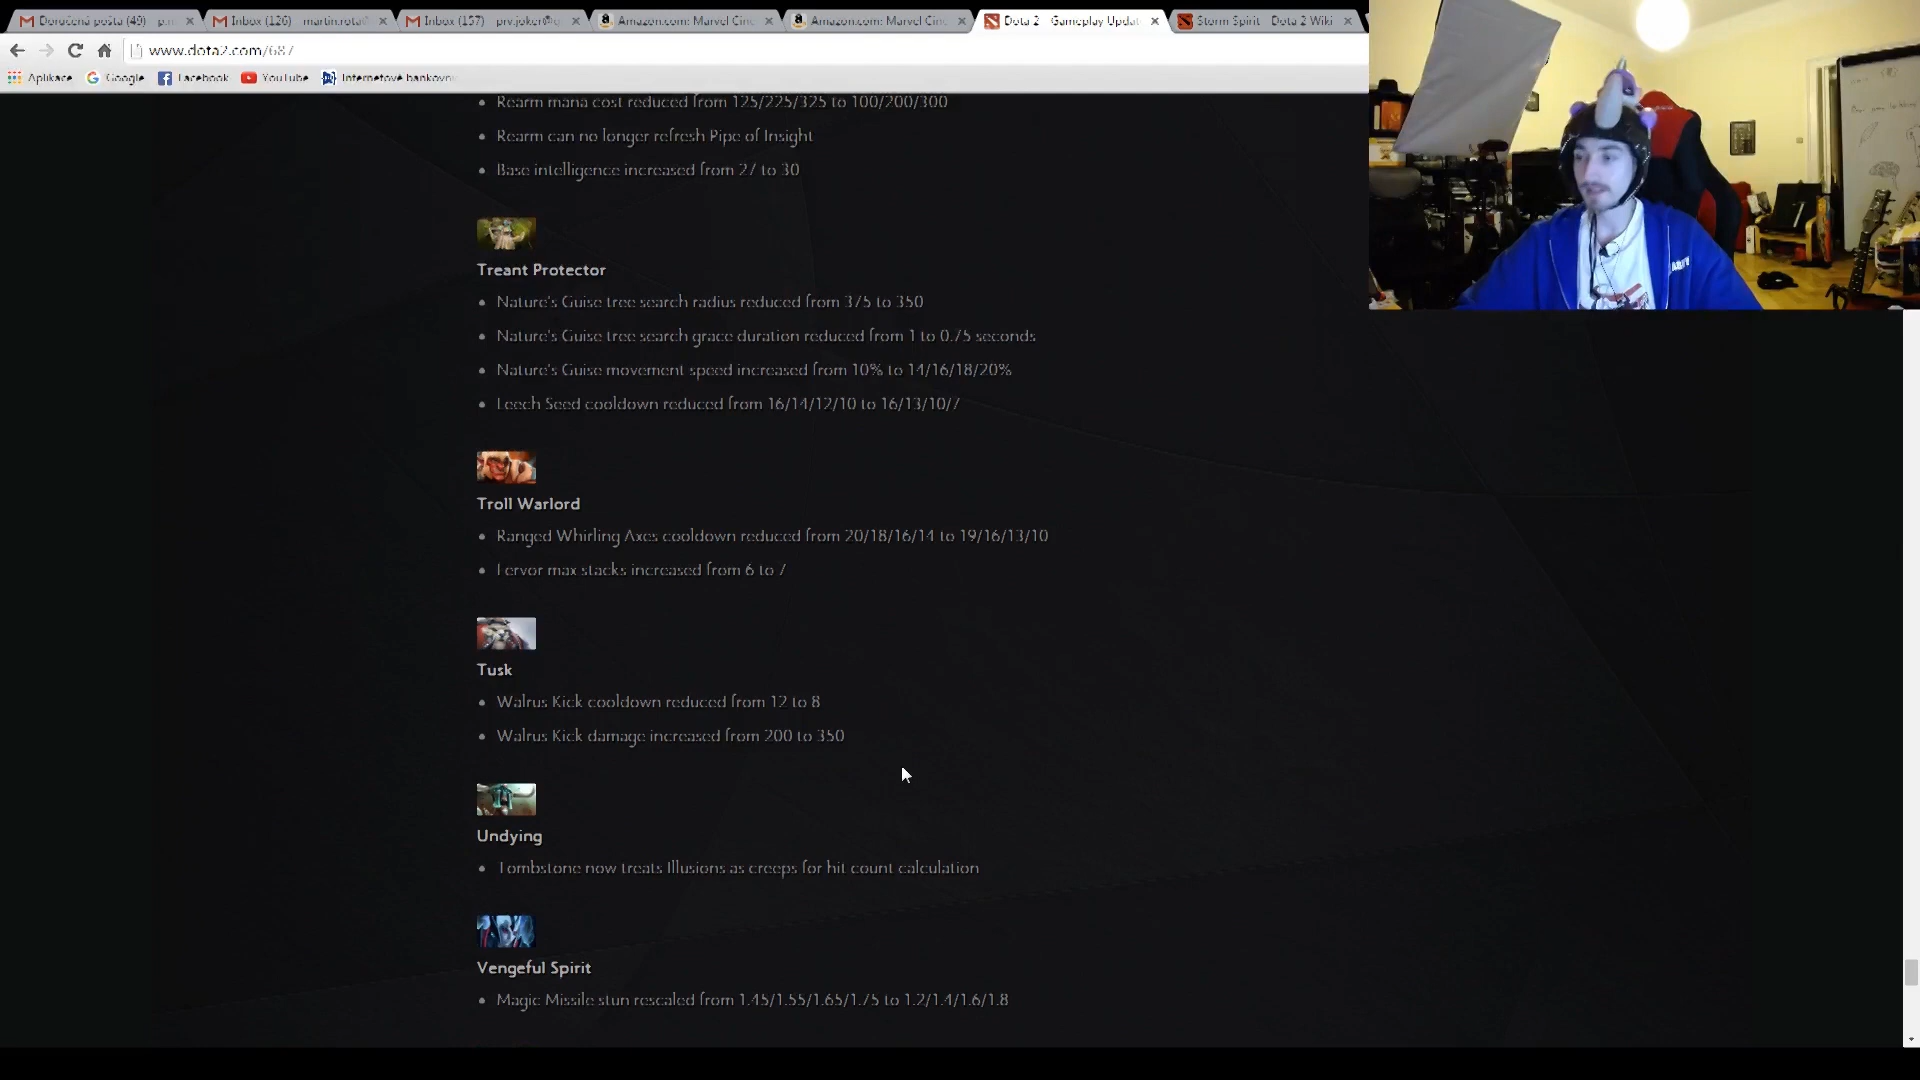 Doručená pošta (49) - p.n
Inbox (126) - martin.rota@
Inbox (157) - prv.joker@
Amazon.com: Marvel Cine
Amazon.com: Marvel Cine
Dota 2 - Gameplay Updat
Storm Spirit - Dota 2 Wiki
www.dota2.com/687
Aplikace Google Facebook YouTube Internetové bankovni
Rearm mana cost reduced from 125/225/325 to 100/200/300
Rearm can no longer refresh Pipe of Insight
Base intelligence increased from 27 to 30
Treant Protector
Nature's Guise tree search radius reduced from 375 to 350
Nature's Guise tree search grace duration reduced from 1 to 0.75 seconds
Nature's Guise movement speed increased from 10% to 14/16/18/20%
Leech Seed cooldown reduced from 16/14/12/10 to 16/13/10/7
Troll Warlord
Ranged Whirling Axes cooldown reduced from 20/18/16/14 to 19/16/13/10
Fervor max stacks increased from 6 to 7
Tusk
Walrus Kick cooldown reduced from 12 to 8
Walrus Kick damage increased from 200 to 350
Undying
Tombstone now treats Illusions as creeps for hit count calculation
Vengeful Spirit
Magic Missile stun rescaled from 1.45/1.55/1.65/1.75 to 1.2/1.4/1.6/1.8